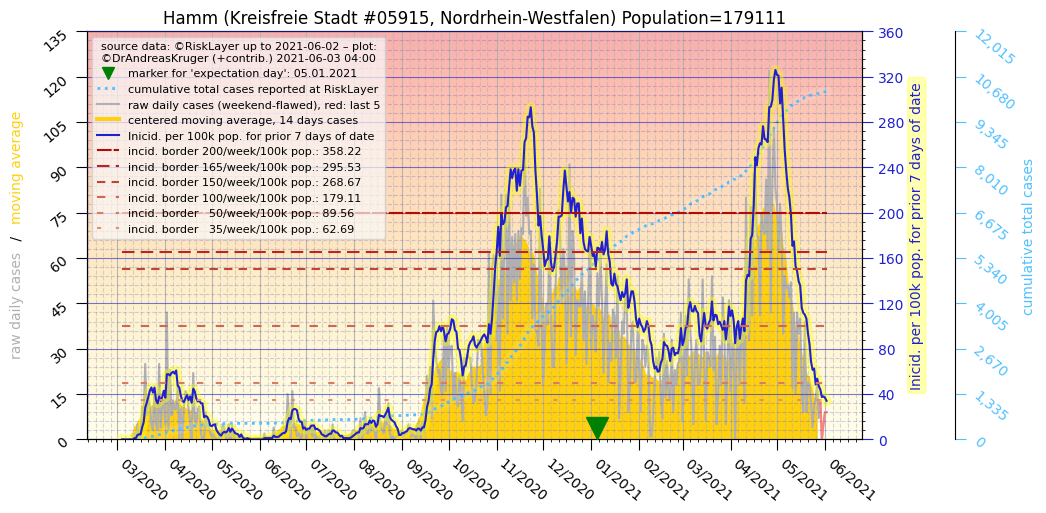 Hamm (Kreisfreie Stadt #05915, Nordrhein-Westfalen) Population=179111
source data: ©RiskLayer up to 2021-06-02 – plot:
©DrAndreasKruger (+contrib.) 2021-06-03 04:00
marker for 'expectation day': 05.01.2021
cumulative total cases reported at RiskLayer
raw daily cases (weekend-flawed), red: last 5
centered moving average, 14 days cases
Inicid. per 100k pop. for prior 7 days of date
incid. border 200/week/100k pop.: 358.22
incid. border 165/week/100k pop.: 295.53
incid. border 150/week/100k pop.: 268.67
incid. border 100/week/100k pop.: 179.11
incid. border 50/week/100k pop.: 89.56
incid. border 35/week/100k pop.: 62.69
raw daily cases / moving average
135
120
105
90
75
60
45
30
15
0
03/2020
04/2020
05/2020
06/2020
07/2020
08/2020
09/2020
10/2020
11/2020
12/2020
01/2021
02/2021
03/2021
04/2021
05/2021
06/2021
360
320
280
240
200
160
120
80
40
0
Inicid. per 100k pop. for prior 7 days of date
12,015
10,680
9,345
8,010
6,675
5,340
4,005
2,670
1,335
0
cumulative total cases